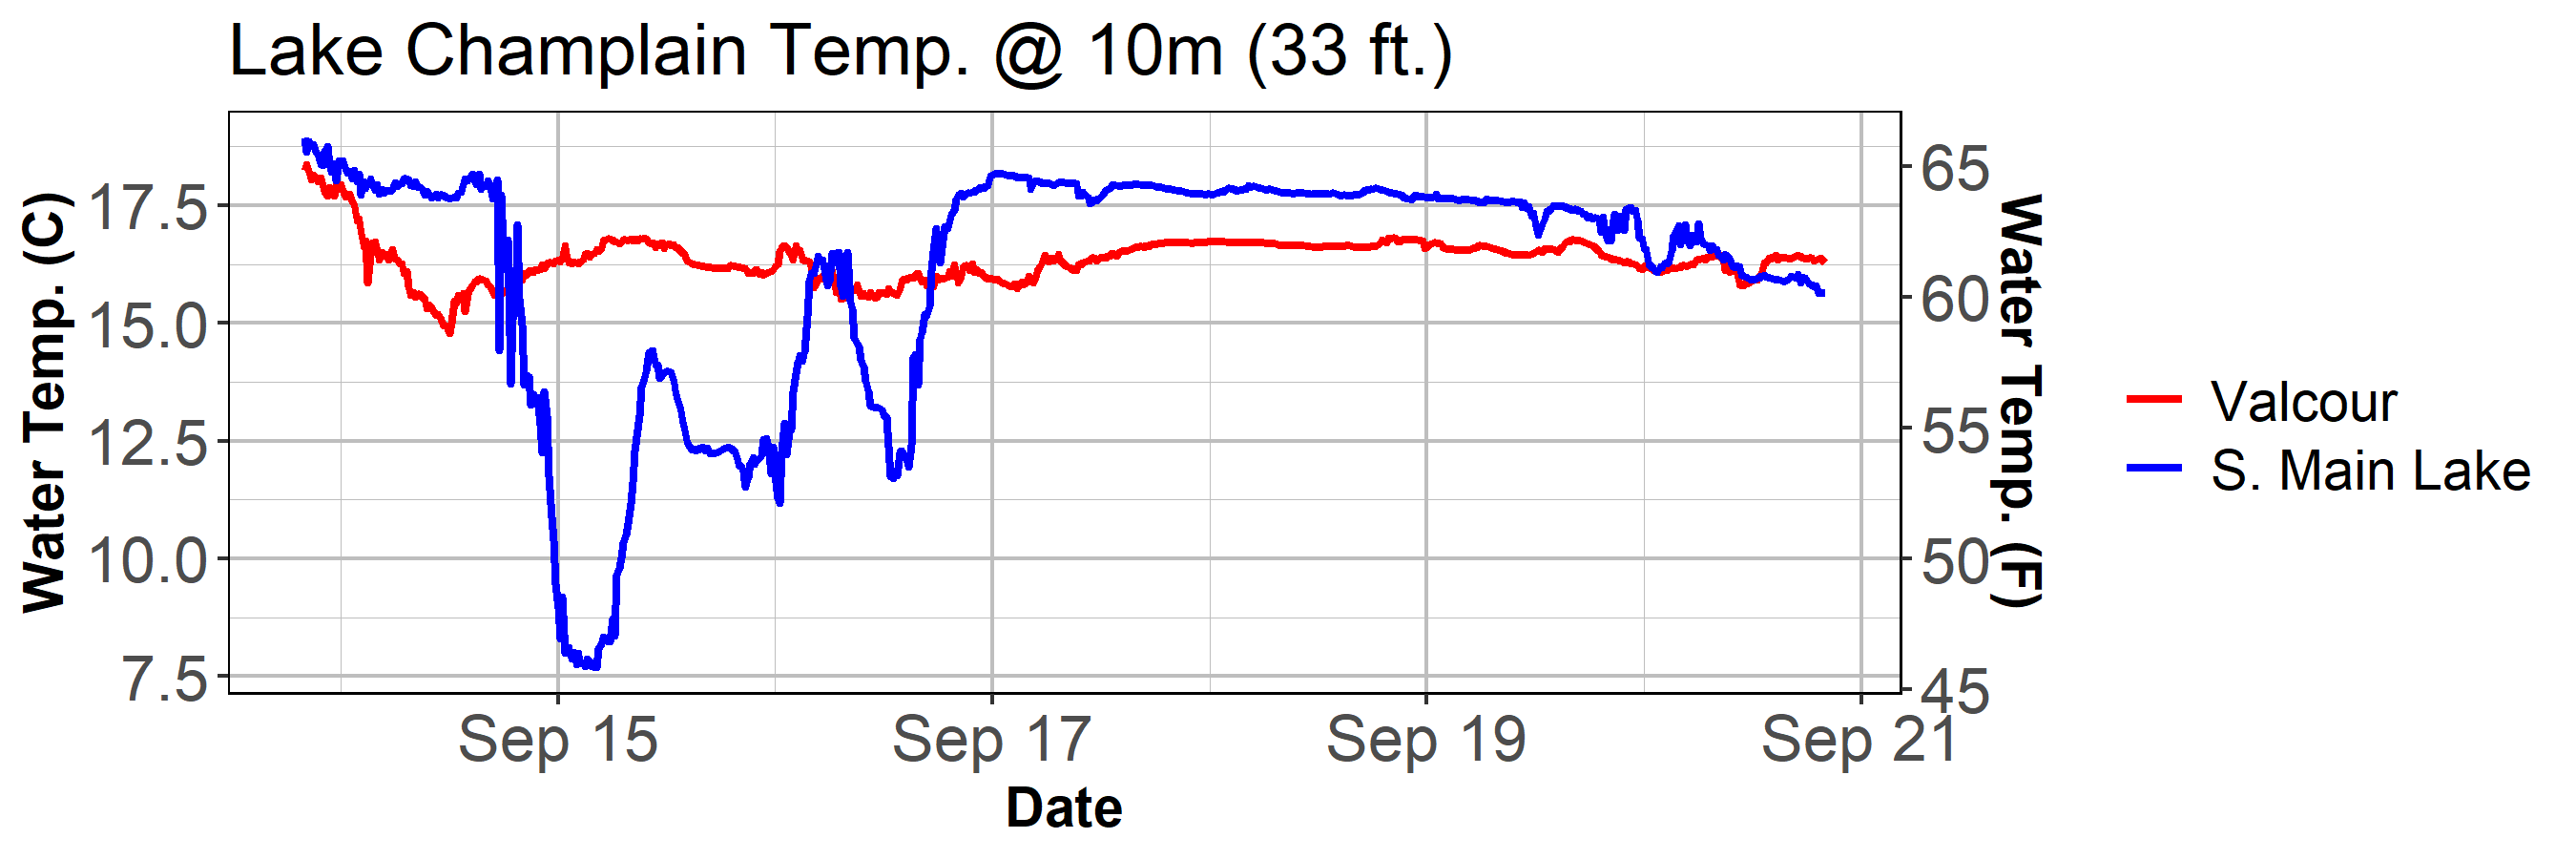 Lake Champlain Temp. @ 10m (33 ft.)
Water Temp. (C)
17.5
15.0
12.5
10.0
7.5
65
60
55
50
45
Water Temp. (F)
Sep 15
Sep 17
Sep 19
Sep 21
Date
Valcour
S. Main Lake